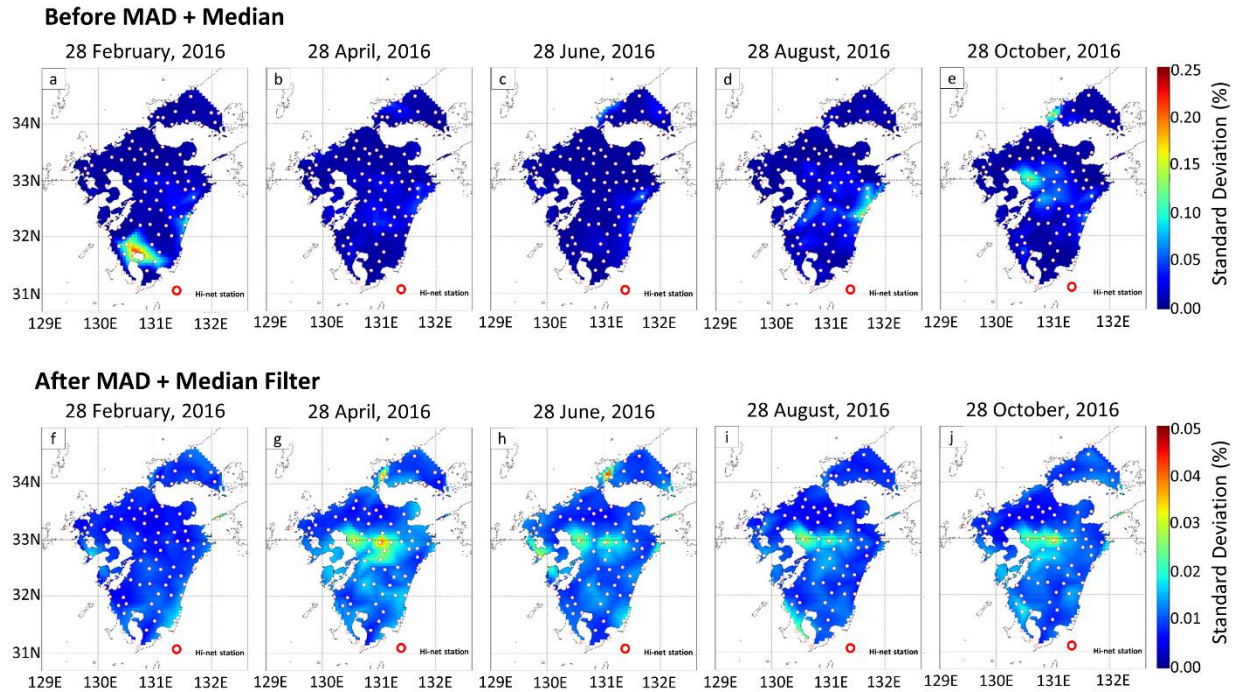 Before MAD + Median
28 February, 2016 28 April, 2016 28 June, 2016 28 August, 2016 28 October, 2016
a b c d e
34N
33N
32N
31N
Hi-net station Hi-net station Hi-net station Hi-net station Hi-net station
129E 130E 131E 132E 129E 130E 131E 132E 129E 130E 131E 132E 129E 130E 131E 132E 129E 130E 131E 132E
0.25
0.20
0.15
0.10
0.05
0.00
Standard Deviation (%)
After MAD + Median Filter
28 February, 2016 28 April, 2016 28 June, 2016 28 August, 2016 28 October, 2016
f g h i j
34N
33N
32N
31N
Hi-net station Hi-net station Hi-net station Hi-net station Hi-net station
129E 130E 131E 132E 129E 130E 131E 132E 129E 130E 131E 132E 129E 130E 131E 132E 129E 130E 131E 132E
0.05
0.04
0.03
0.02
0.01
0.00
Standard Deviation (%)